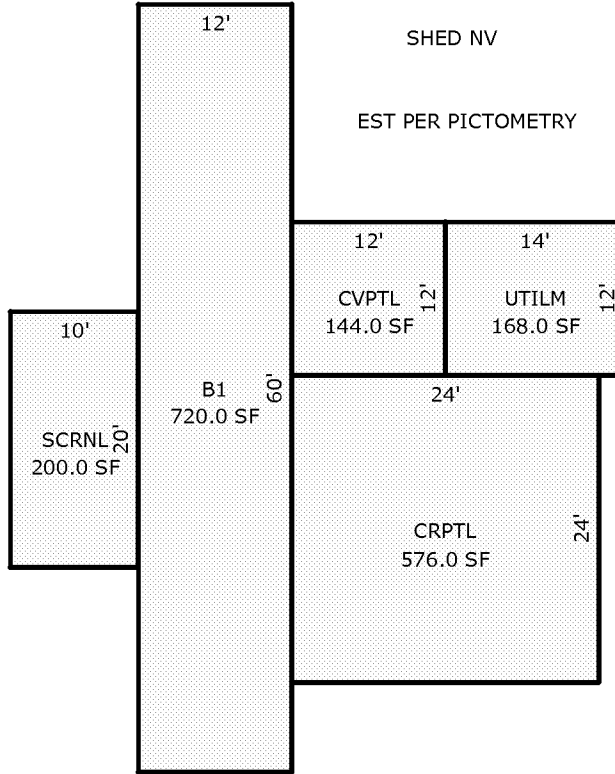 12'
SHED NV
EST PER PICTOMETRY
12'
14'
CVPTL
144.0 SF
12'
UTILM
168.0 SF
12'
10'
SCRNL
200.0 SF
20'
B1
720.0 SF
60'
24'
CRPTL
576.0 SF
24'